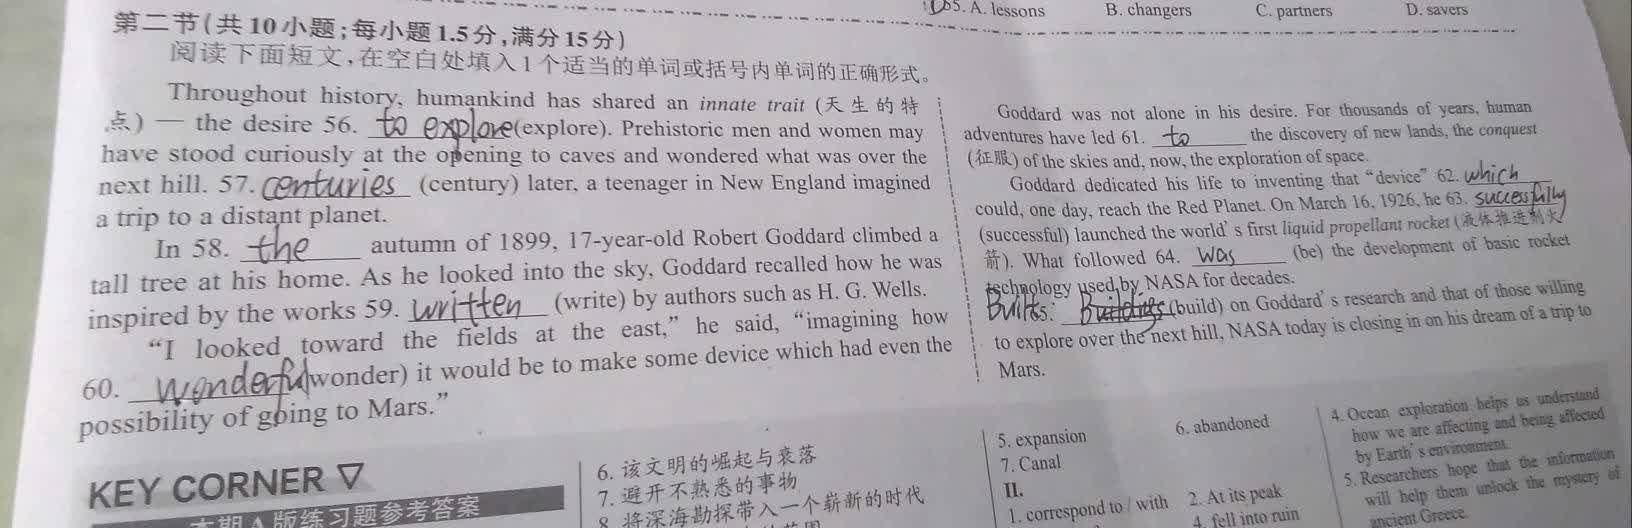 5. A. lessons B. changers C. partners D. savers
第二节(共10小题;每小题1.5分,满分15分)
阅读下面短文,在空白处填入1个适当的单词或括号内单词的正确形式。
Throughout history, humankind has shared an innate trait (天生的特
点) — the desire 56. to explore (explore). Prehistoric men and women may
have stood curiously at the opening to caves and wondered what was over the
next hill. 57. centuries (century) later, a teenager in New England imagined
a trip to a distant planet.
In 58. the autumn of 1899, 17-year-old Robert Goddard climbed a
tall tree at his home. As he looked into the sky, Goddard recalled how he was
inspired by the works 59. written (write) by authors such as H. G. Wells.
“I looked toward the fields at the east,” he said, “imagining how
60. wonderful (wonder) it would be to make some device which had even the
possibility of going to Mars.”
Goddard was not alone in his desire. For thousands of years, human
adventures have led 61. to the discovery of new lands, the conquest
(征服) of the skies and, now, the exploration of space.
Goddard dedicated his life to inventing that “device” 62. which
could, one day, reach the Red Planet. On March 16, 1926, he 63. successfully
(successful) launched the world's first liquid propellant rocket (液体推进剂火
箭). What followed 64. was (be) the development of basic rocket
technology used by NASA for decades.
Built 65. Buildings (build) on Goddard's research and that of those willing
to explore over the next hill, NASA today is closing in on his dream of a trip to
Mars.
KEY CORNER ▽
本期A版练习题参考答案
6. 该文明的崛起与衰落
7. 避开不熟悉的事物
8. 将深海勘探带入一个崭新的时代
5. expansion 6. abandoned
7. Canal
II.
1. correspond to / with 2. At its peak
4. fell into ruin
4. Ocean exploration helps us understand
how we are affecting and being affected
by Earth's environment.
5. Researchers hope that the information
will help them unlock the mystery of
ancient Greece.